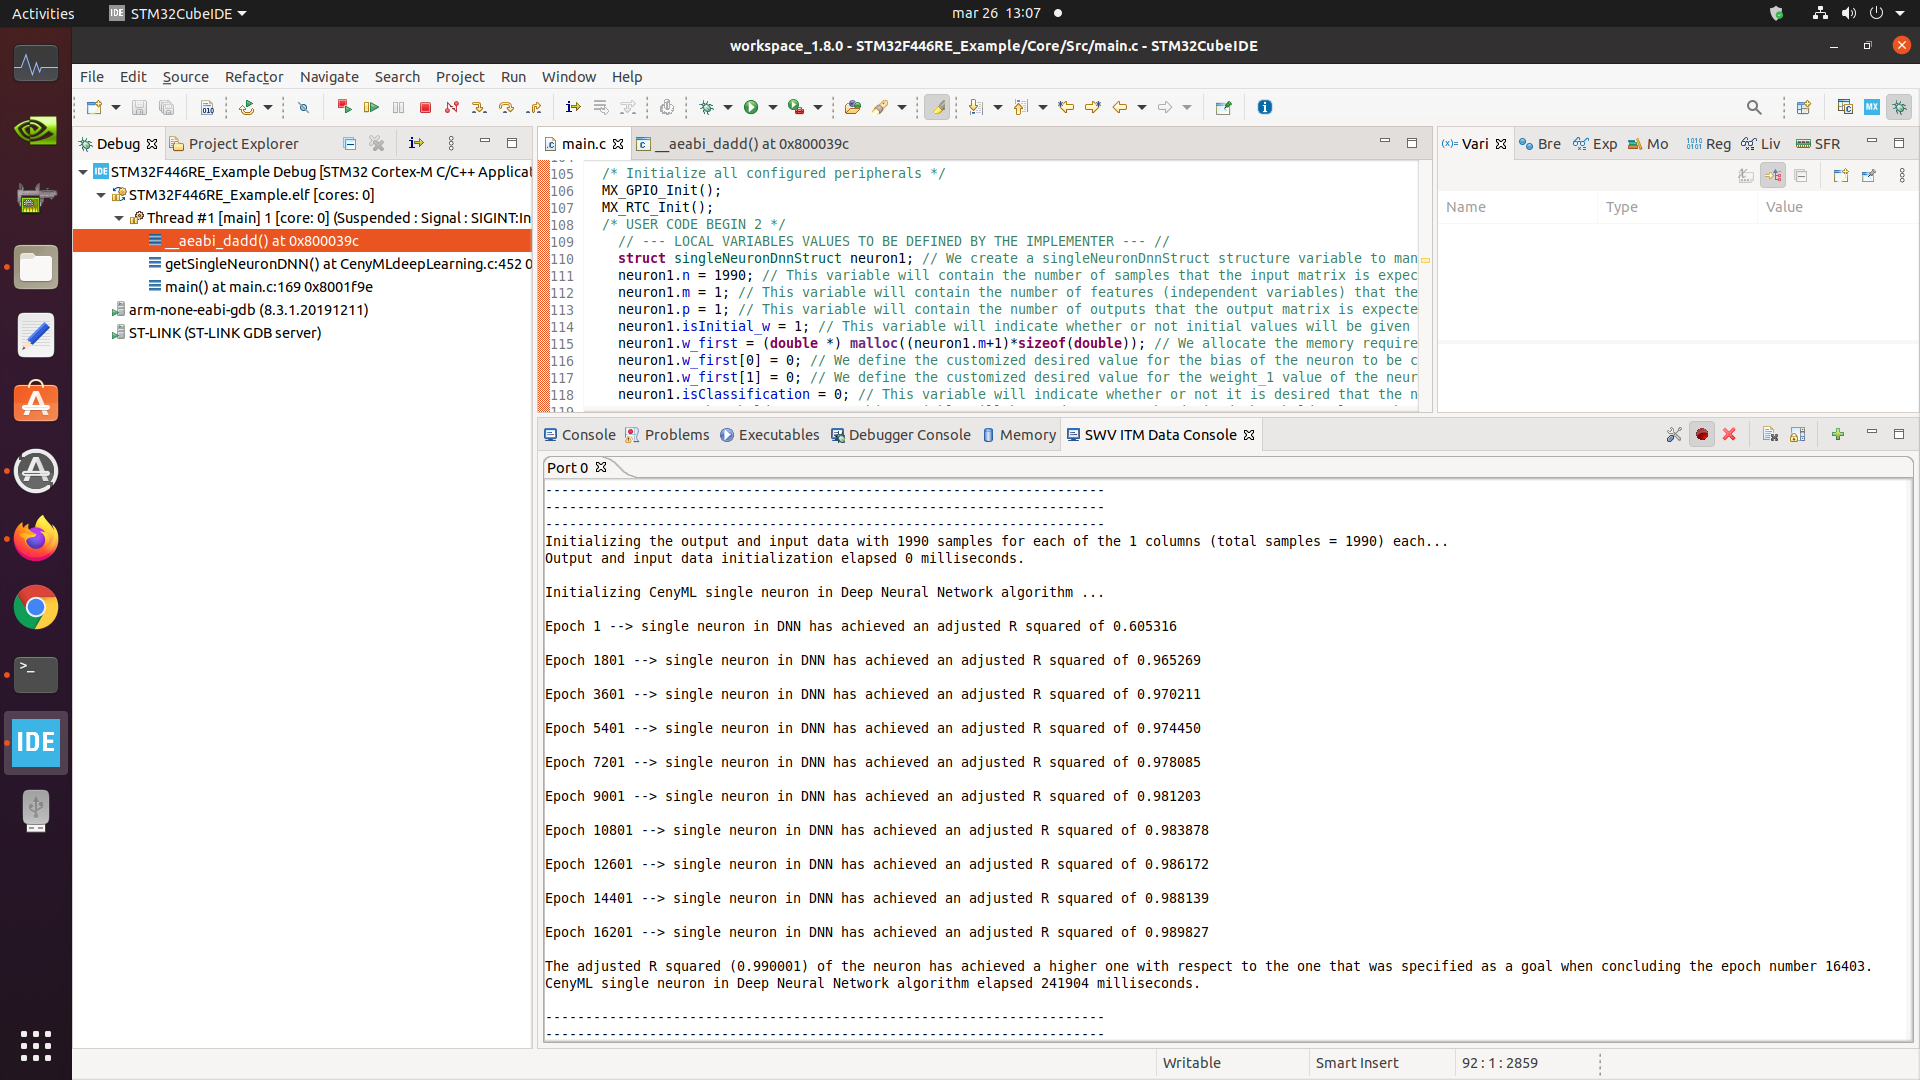 Activities
STM32CubeIDE
mar 26 13:07
workspace_1.8.0 - STM32F446RE_Example/Core/Src/main.c - STM32CubeIDE
File Edit Source Refactor Navigate Search Project Run Window Help
Debug
Project Explorer
STM32F446RE_Example Debug [STM32 Cortex-M C/C++ Applicat
STM32F446RE_Example.elf [cores: 0]
Thread #1 [main] 1 [core: 0] (Suspended : Signal : SIGINT:In
__aeabi_dadd() at 0x800039c
getSingleNeuronDNN() at CenyMLdeepLearning.c:452 0
main() at main.c:169 0x8001f9e
arm-none-eabi-gdb (8.3.1.20191211)
ST-LINK (ST-LINK GDB server)
main.c
__aeabi_dadd() at 0x800039c
105 /* Initialize all configured peripherals */
106 MX_GPIO_Init();
107 MX_RTC_Init();
108 /* USER CODE BEGIN 2 */
109 // --- LOCAL VARIABLES VALUES TO BE DEFINED BY THE IMPLEMENTER --- //
110 struct singleNeuronDnnStruct neuron1; // We create a singleNeuronDnnStruct structure variable to man
111 neuron1.n = 1990; // This variable will contain the number of samples that the input matrix is expec
112 neuron1.m = 1; // This variable will contain the number of features (independent variables) that the
113 neuron1.p = 1; // This variable will contain the number of outputs that the output matrix is expecte
114 neuron1.isInitial_w = 1; // This variable will indicate whether or not initial values will be given
115 neuron1.w_first = (double *) malloc((neuron1.m+1)*sizeof(double)); // We allocate the memory require
116 neuron1.w_first[0] = 0; // We define the customized desired value for the bias of the neuron to be c
117 neuron1.w_first[1] = 0; // We define the customized desired value for the weight_1 value of the neur
118 neuron1.isClassification = 0; // This variable will indicate whether or not it is desired that the n
(x)= Vari
Bre
Exp
Mo
Reg
Liv
SFR
Name Type Value
Console
Problems
Executables
Debugger Console
Memory
SWV ITM Data Console
Port 0
----------------------------------------------------------------------
----------------------------------------------------------------------
----------------------------------------------------------------------
Initializing the output and input data with 1990 samples for each of the 1 columns (total samples = 1990) each...
Output and input data initialization elapsed 0 milliseconds.
Initializing CenyML single neuron in Deep Neural Network algorithm ...
Epoch 1 --> single neuron in DNN has achieved an adjusted R squared of 0.605316
Epoch 1801 --> single neuron in DNN has achieved an adjusted R squared of 0.965269
Epoch 3601 --> single neuron in DNN has achieved an adjusted R squared of 0.970211
Epoch 5401 --> single neuron in DNN has achieved an adjusted R squared of 0.974450
Epoch 7201 --> single neuron in DNN has achieved an adjusted R squared of 0.978085
Epoch 9001 --> single neuron in DNN has achieved an adjusted R squared of 0.981203
Epoch 10801 --> single neuron in DNN has achieved an adjusted R squared of 0.983878
Epoch 12601 --> single neuron in DNN has achieved an adjusted R squared of 0.986172
Epoch 14401 --> single neuron in DNN has achieved an adjusted R squared of 0.988139
Epoch 16201 --> single neuron in DNN has achieved an adjusted R squared of 0.989827
The adjusted R squared (0.990001) of the neuron has achieved a higher one with respect to the one that was specified as a goal when concluding the epoch number 16403.
CenyML single neuron in Deep Neural Network algorithm elapsed 241904 milliseconds.
----------------------------------------------------------------------
----------------------------------------------------------------------
IDE
Writable
Smart Insert
92 : 1 : 2859